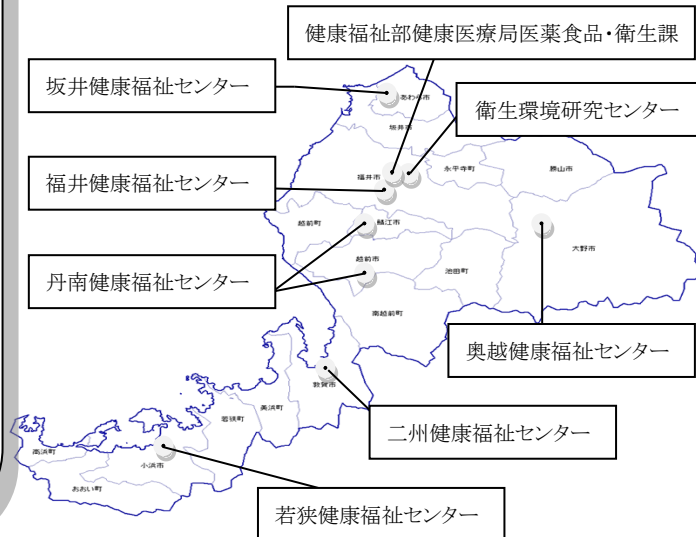 健康福祉部健康医療局医薬食品・衛生課
坂井健康福祉センター
あわら市
衛生環境研究センター
坂井市
福井健康福祉センター
福井市
永平寺町
勝山市
越前町
鯖江市
大野市
丹南健康福祉センター
越前市
池田町
南越前町
奥越健康福祉センター
敦賀市
美浜町
若狭町
二州健康福祉センター
高浜町
小浜市
おおい町
若狭健康福祉センター